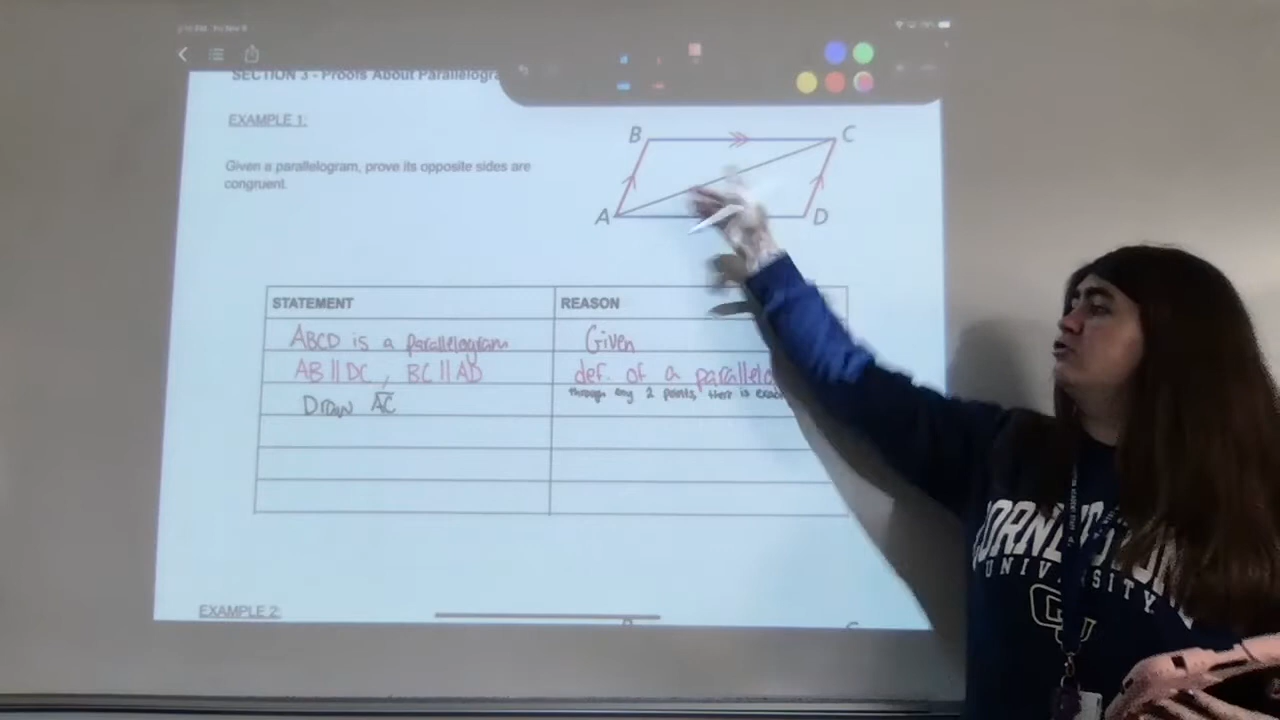 SECTION 3 - Proofs About Parallelogra
EXAMPLE 1:
B
C
Given a parallelogram, prove its opposite sides are
congruent.
A
D
STATEMENT REASON
ABCD is a parallelogram Given
AB || DC, BC || AD def. of a parallelo
Draw AC through any 2 points, there is exac
EXAMPLE 2:
UNIVERSITY